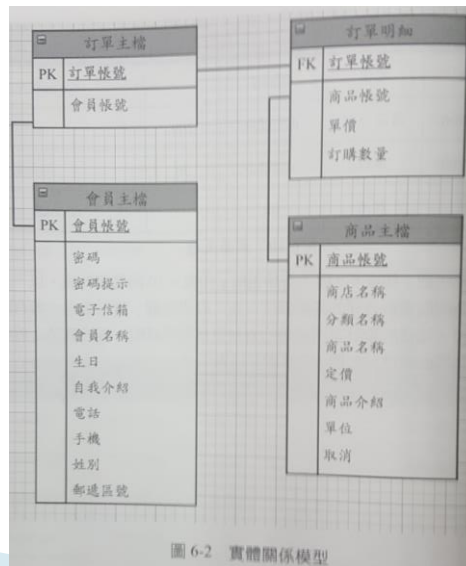 訂單主檔
PK 訂單帳號
會員帳號
訂單明細
FK 訂單帳號
商品帳號
單價
訂購數量
會員主檔
PK 會員帳號
密碼
密碼提示
電子信箱
會員名稱
生日
自我介紹
電話
手機
姓別
郵遞區號
商品主檔
PK 商品帳號
商店名稱
分類名稱
商品名稱
定價
商品介紹
單位
取消
圖 6-2 實體關係模型